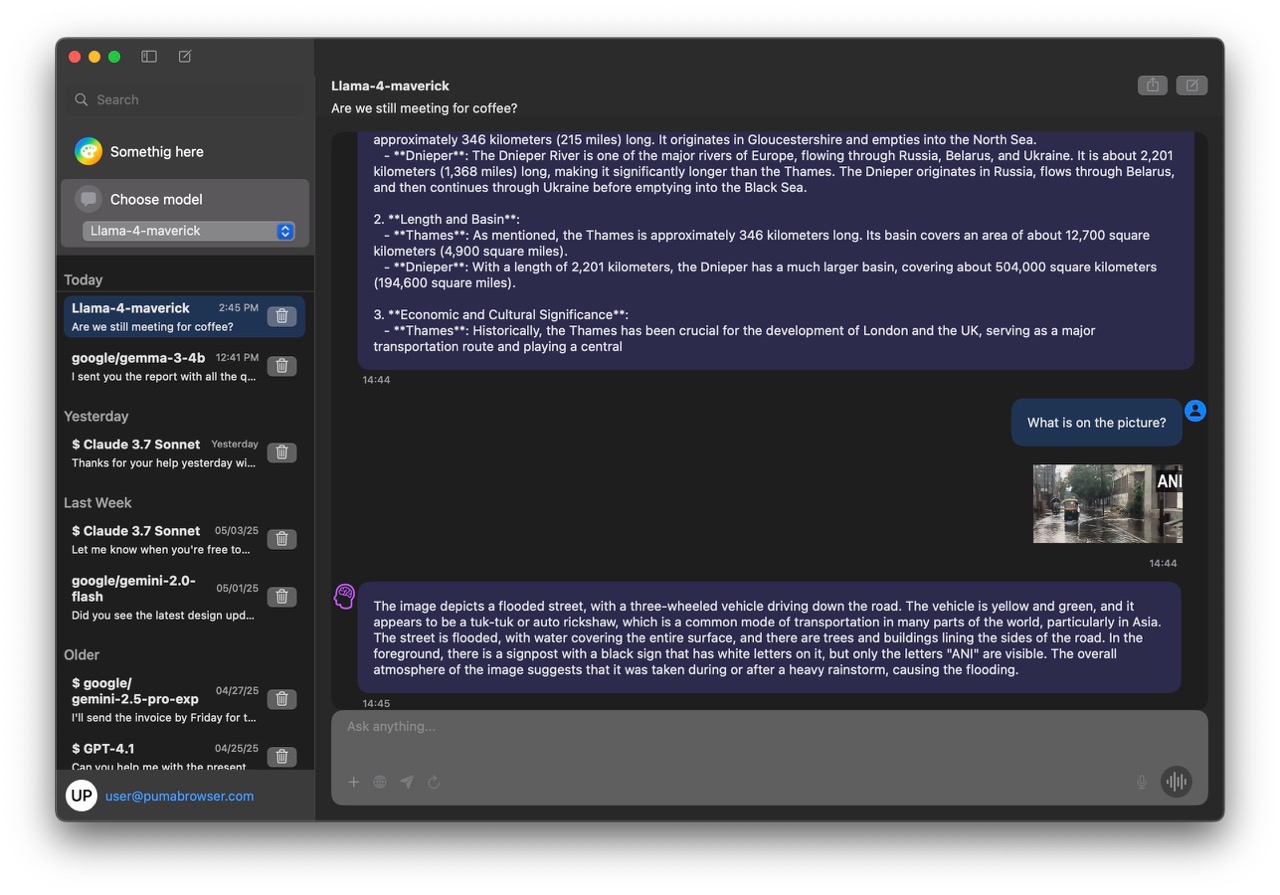 Search
Somethig here
Choose model
Llama-4-maverick
Today
Llama-4-maverick 2:45 PM
Are we still meeting for coffee?
google/gemma-3-4b 12:41 PM
I sent you the report with all the q...
Yesterday
$ Claude 3.7 Sonnet Yesterday
Thanks for your help yesterday wi...
Last Week
$ Claude 3.7 Sonnet 05/03/25
Let me know when you're free to...
google/gemini-2.0-
flash 05/01/25
Did you see the latest design upd...
Older
$ google/
gemini-2.5-pro-exp 04/27/25
I'll send the invoice by Friday for t...
$ GPT-4.1 04/25/25
Can you help me with the present
UP user@pumabrowser.com
Llama-4-maverick
Are we still meeting for coffee?
approximately 346 kilometers (215 miles) long. It originates in Gloucestershire and empties into the North Sea.
- **Dnieper**: The Dnieper River is one of the major rivers of Europe, flowing through Russia, Belarus, and Ukraine. It is about 2,201
kilometers (1,368 miles) long, making it significantly longer than the Thames. The Dnieper originates in Russia, flows through Belarus,
and then continues through Ukraine before emptying into the Black Sea.
2. **Length and Basin**:
- **Thames**: As mentioned, the Thames is approximately 346 kilometers long. Its basin covers an area of about 12,700 square
kilometers (4,900 square miles).
- **Dnieper**: With a length of 2,201 kilometers, the Dnieper has a much larger basin, covering about 504,000 square kilometers
(194,600 square miles).
3. **Economic and Cultural Significance**:
- **Thames**: Historically, the Thames has been crucial for the development of London and the UK, serving as a major
transportation route and playing a central
14:44
What is on the picture?
ANI
14:44
The image depicts a flooded street, with a three-wheeled vehicle driving down the road. The vehicle is yellow and green, and it
appears to be a tuk-tuk or auto rickshaw, which is a common mode of transportation in many parts of the world, particularly in Asia.
The street is flooded, with water covering the entire surface, and there are trees and buildings lining the sides of the road. In the
foreground, there is a signpost with a black sign that has white letters on it, but only the letters "ANI" are visible. The overall
atmosphere of the image suggests that it was taken during or after a heavy rainstorm, causing the flooding.
14:45
Ask anything...